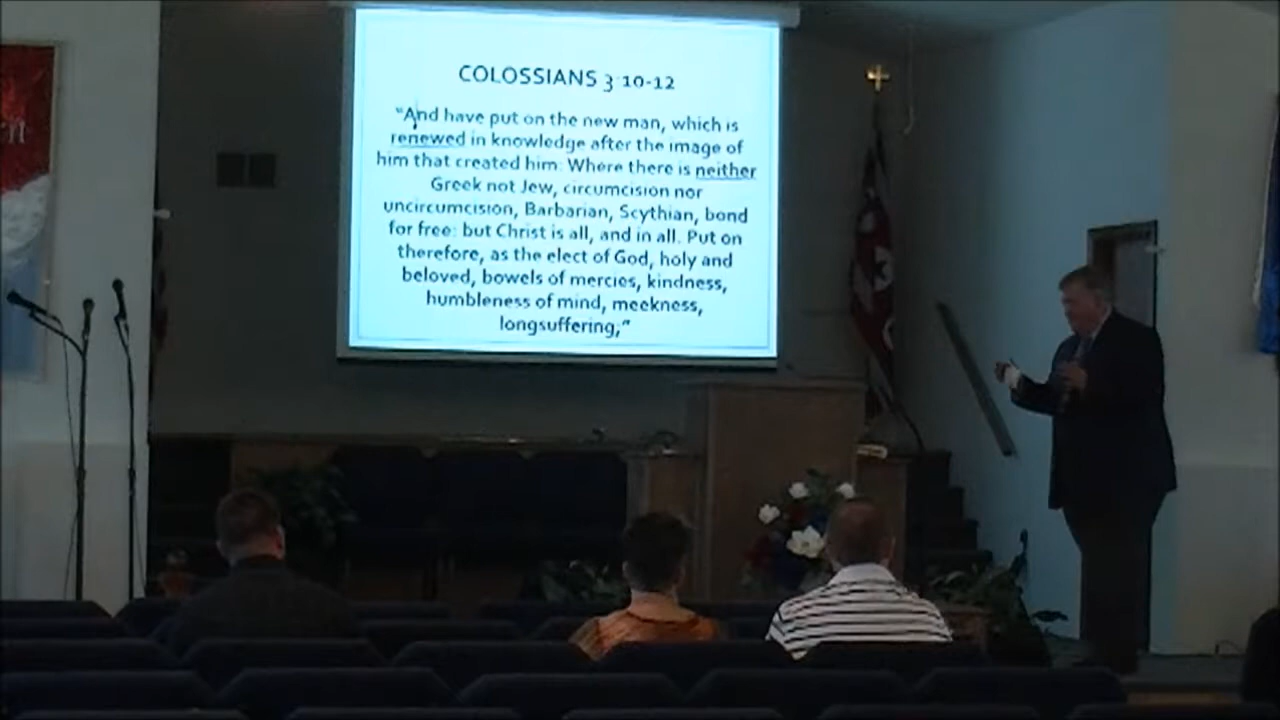 COLOSSIANS 3:10-12
“And have put on the new man, which is
renewed in knowledge after the image of
him that created him: Where there is neither
Greek not Jew, circumcision nor
uncircumcision, Barbarian, Scythian, bond
for free: but Christ is all, and in all. Put on
therefore, as the elect of God, holy and
beloved, bowels of mercies, kindness,
humbleness of mind, meekness,
longsuffering;”